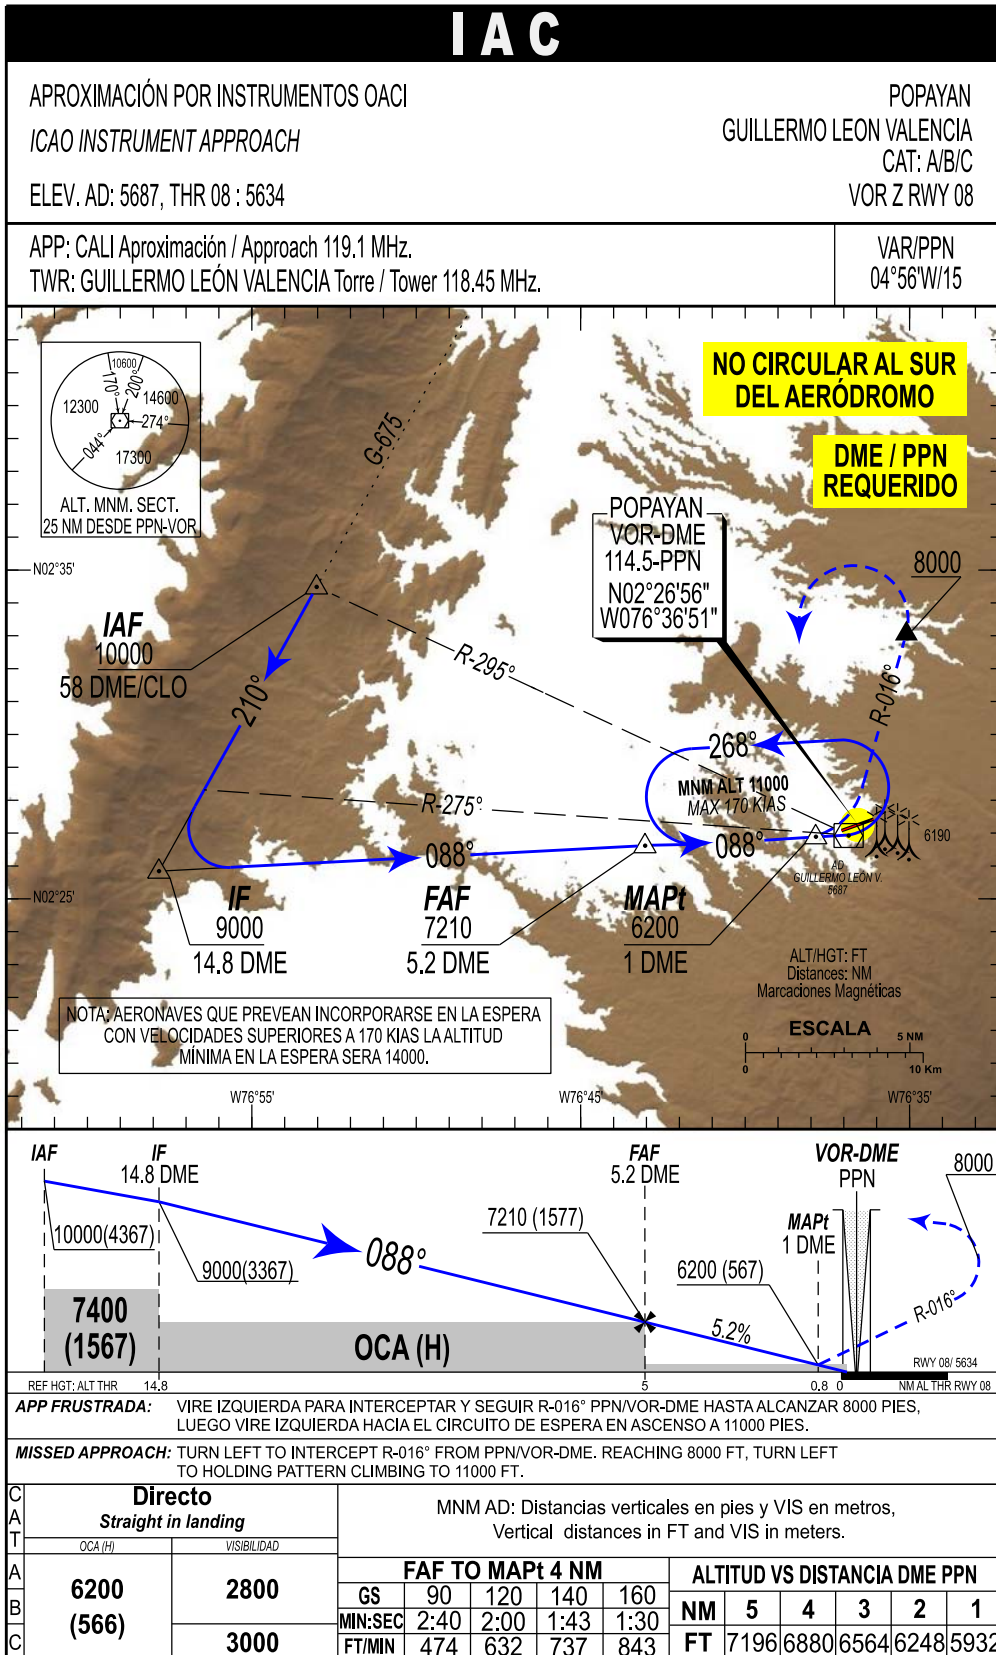 IAC
APROXIMACIÓN POR INSTRUMENTOS OACI
ICAO INSTRUMENT APPROACH
ELEV. AD: 5687, THR 08 : 5634
POPAYAN
GUILLERMO LEON VALENCIA
CAT: A/B/C
VOR Z RWY 08
APP: CALI Aproximación / Approach 119.1 MHz.
TWR: GUILLERMO LEÓN VALENCIA Torre / Tower 118.45 MHz.
VAR/PPN
04°56'W/15
NO CIRCULAR AL SUR
DEL AERÓDROMO
DME / PPN
REQUERIDO
10600
170°
200°
12300
14600
274°
044°
17300
ALT. MNM. SECT.
25 NM DESDE PPN-VOR
G-675
POPAYAN
VOR-DME
114.5-PPN
N02°26'56"
W076°36'51"
8000
N02°35'
IAF
10000
58 DME/CLO
210°
R-295°
R-016°
268°
MNM ALT 11000
MAX 170 KIAS
R-275°
088°
088°
6190
AD
GUILLERMO LEÓN V.
5687
N02°25'
IF
9000
14.8 DME
FAF
7210
5.2 DME
MAPt
6200
1 DME
ALT/HGT: FT
Distances: NM
Marcaciones Magnéticas
NOTA: AERONAVES QUE PREVEAN INCORPORARSE EN LA ESPERA
CON VELOCIDADES SUPERIORES A 170 KIAS LA ALTITUD
MÍNIMA EN LA ESPERA SERA 14000.
ESCALA
0 5 NM
0 10 Km
W76°55' W76°45' W76°35'
IAF
IF
14.8 DME
FAF
5.2 DME
VOR-DME
PPN
8000
10000(4367)
9000(3367)
088°
7210 (1577)
6200 (567)
MAPt
1 DME
R-016°
5.2%
7400
(1567)
OCA (H)
RWY 08/ 5634
REF HGT: ALT THR 14.8 5 0.8 0 NM AL THR RWY 08
APP FRUSTRADA: VIRE IZQUIERDA PARA INTERCEPTAR Y SEGUIR R-016° PPN/VOR-DME HASTA ALCANZAR 8000 PIES,
LUEGO VIRE IZQUIERDA HACIA EL CIRCUITO DE ESPERA EN ASCENSO A 11000 PIES.
MISSED APPROACH: TURN LEFT TO INTERCEPT R-016° FROM PPN/VOR-DME. REACHING 8000 FT, TURN LEFT
TO HOLDING PATTERN CLIMBING TO 11000 FT.
CAT
Directo
Straight in landing
OCA (H) VISIBILIDAD
A
B
C
6200
(566)
2800
3000
MNM AD: Distancias verticales en pies y VIS en metros,
Vertical distances in FT and VIS in meters.
FAF TO MAPt 4 NM
GS 90 120 140 160
MIN:SEC 2:40 2:00 1:43 1:30
FT/MIN 474 632 737 843
ALTITUD VS DISTANCIA DME PPN
NM 5 4 3 2 1
FT 7196 6880 6564 6248 5932